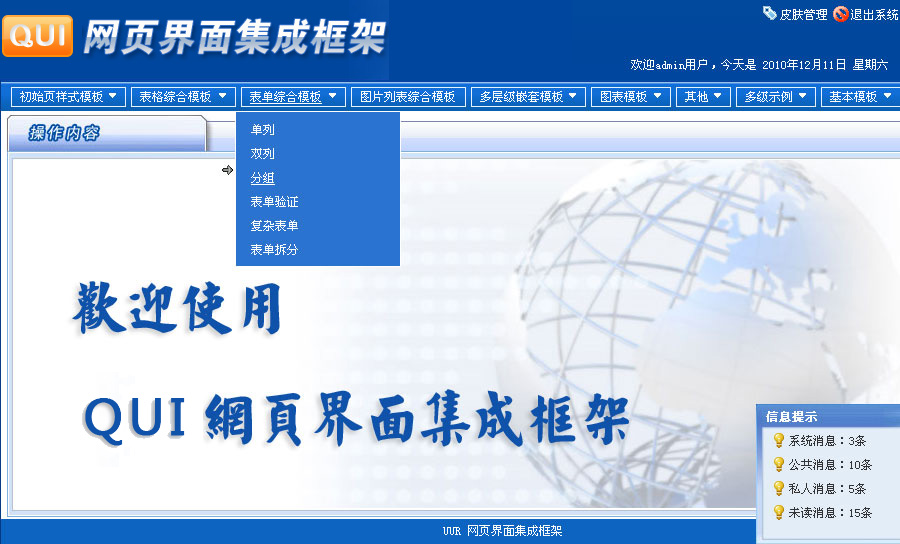 QUI 网页界面集成框架
皮肤管理 退出系统
欢迎admin用户，今天是 2010年12月11日 星期六
初始页样式模板 表格综合模板 表单综合模板 图片列表综合模板 多层级嵌套模板 图表模板 其他 多级示例 基本模板
操作内容
单列
双列
分组
表单验证
复杂表单
表单拆分
歡迎使用
QUI 網頁界面集成框架
信息提示
系统消息：3条
公共消息：10条
私人消息：5条
未读消息：15条
UUR 网页界面集成框架